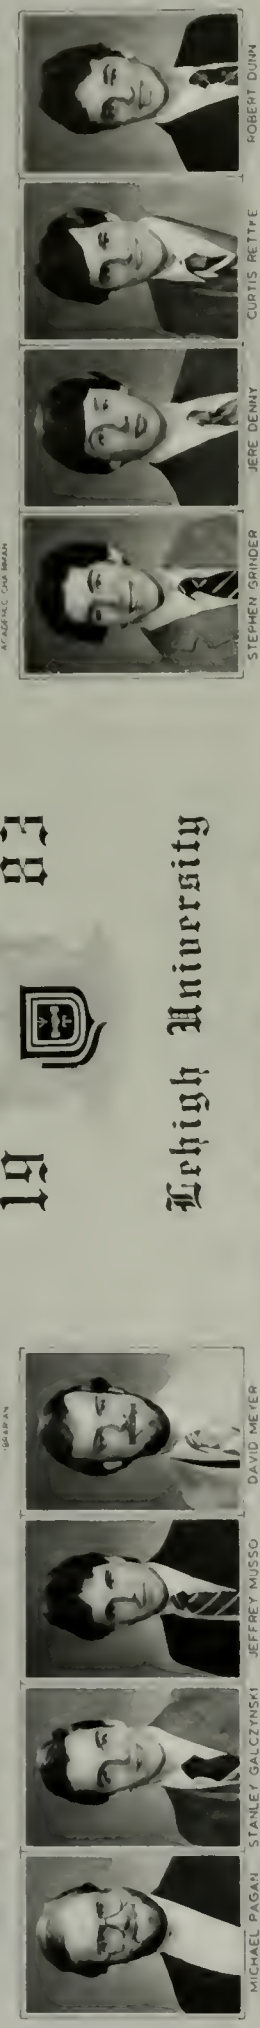 ACADEMIC CHAIRMAN
19 83
Lehigh University
MICHAEL PAGAN STANLEY GALCZYNSKI JEFFREY MUSSO DAVID MEYER STEPHEN GRINDER JERE DENNY CURTIS RETTKE ROBERT DUNN